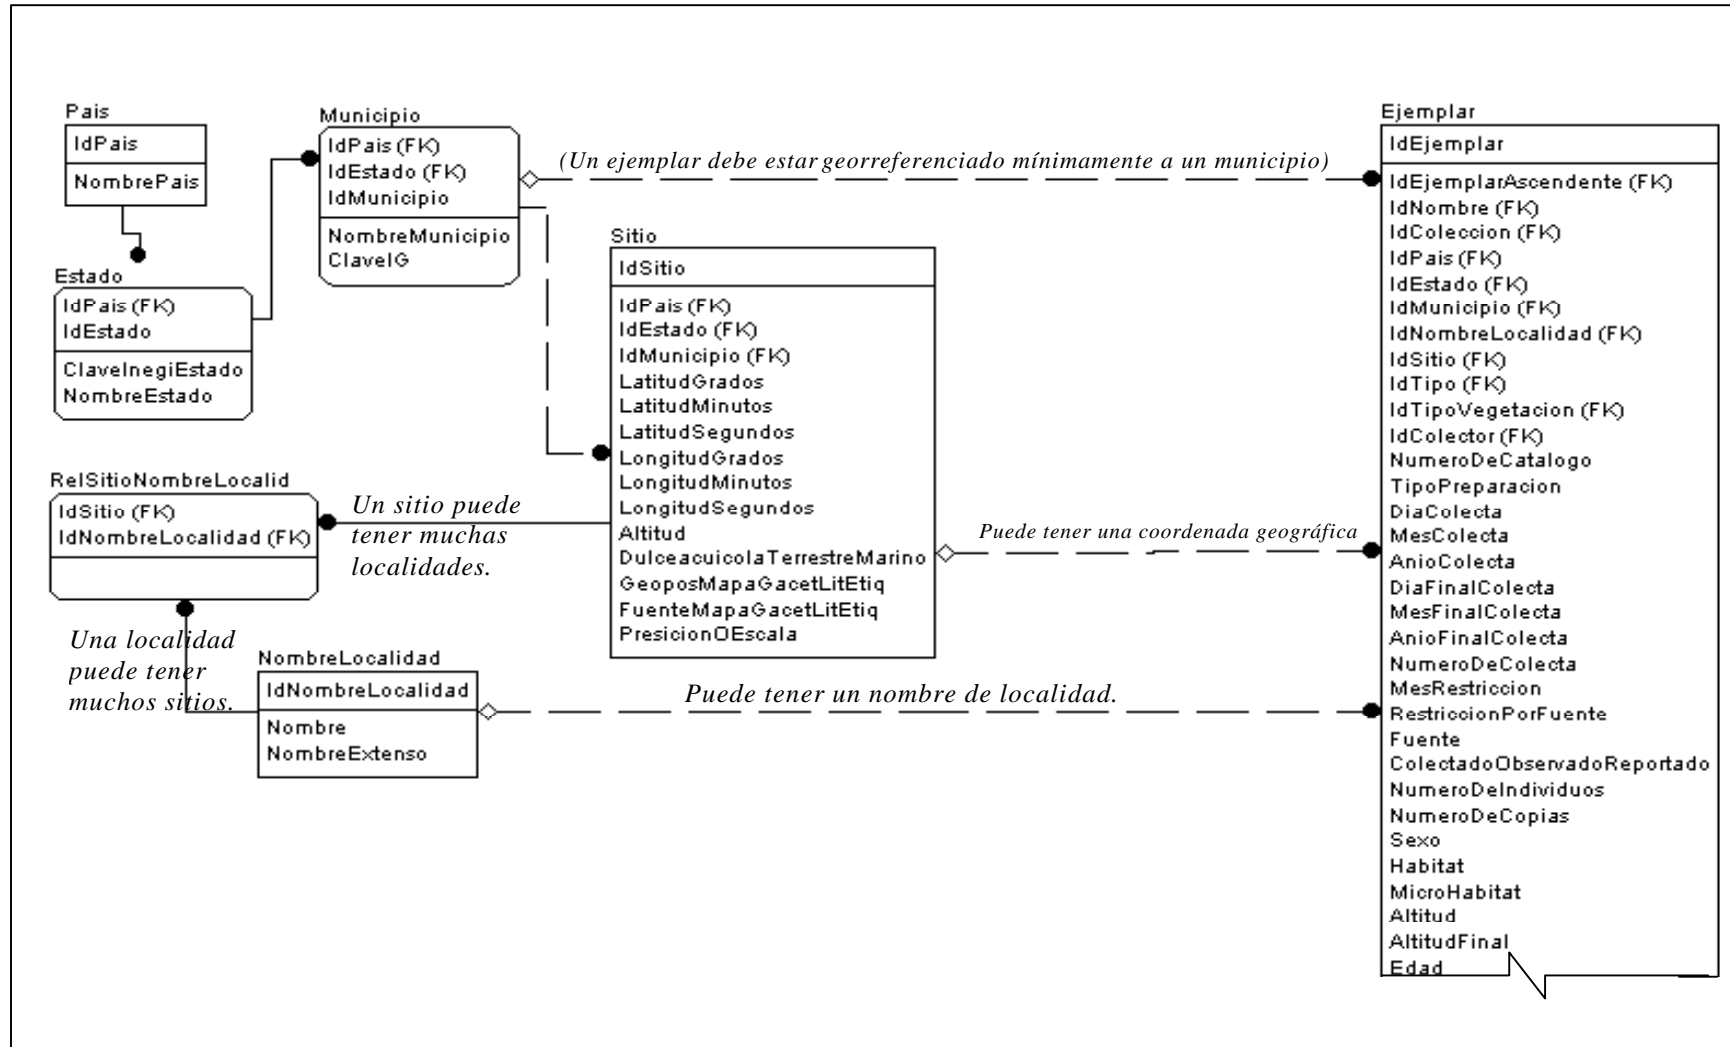 Pais
IdPais
NombrePais
Estado
IdPais (FK)
IdEstado
ClaveInegiEstado
NombreEstado
Municipio
IdPais (FK)
IdEstado (FK)
IdMunicipio
NombreMunicipio
ClaveIG
(Un ejemplar debe estar georreferenciado mínimamente a un municipio)
Sitio
IdSitio
IdPais (FK)
IdEstado (FK)
IdMunicipio (FK)
LatitudGrados
LatitudMinutos
LatitudSegundos
LongitudGrados
LongitudMinutos
LongitudSegundos
Altitud
DulceacuicolaTerrestreMarino
GeoposMapaGacetLitEtiq
FuenteMapaGacetLitEtiq
PresicionOEscala
RelSitioNombreLocalid
IdSitio (FK)
IdNombreLocalidad (FK)
Un sitio puede
tener muchas
localidades.
Una localidad
puede tener
muchos sitios.
NombreLocalidad
IdNombreLocalidad
Nombre
NombreExtenso
Puede tener una coordenada geográfica
Puede tener un nombre de localidad.
Ejemplar
IdEjemplar
IdEjemplarAscendente (FK)
IdNombre (FK)
IdColeccion (FK)
IdPais (FK)
IdEstado (FK)
IdMunicipio (FK)
IdNombreLocalidad (FK)
IdSitio (FK)
IdTipo (FK)
IdTipoVegetacion (FK)
IdColector (FK)
NumeroDeCatalogo
TipoPreparacion
DiaColecta
MesColecta
AnioColecta
DiaFinalColecta
MesFinalColecta
AnioFinalColecta
NumeroDeColecta
MesRestriccion
RestriccionPorFuente
Fuente
ColectadoObservadoReportado
NumeroDeIndividuos
NumeroDeCopias
Sexo
Habitat
MicroHabitat
Altitud
AltitudFinal
Edad